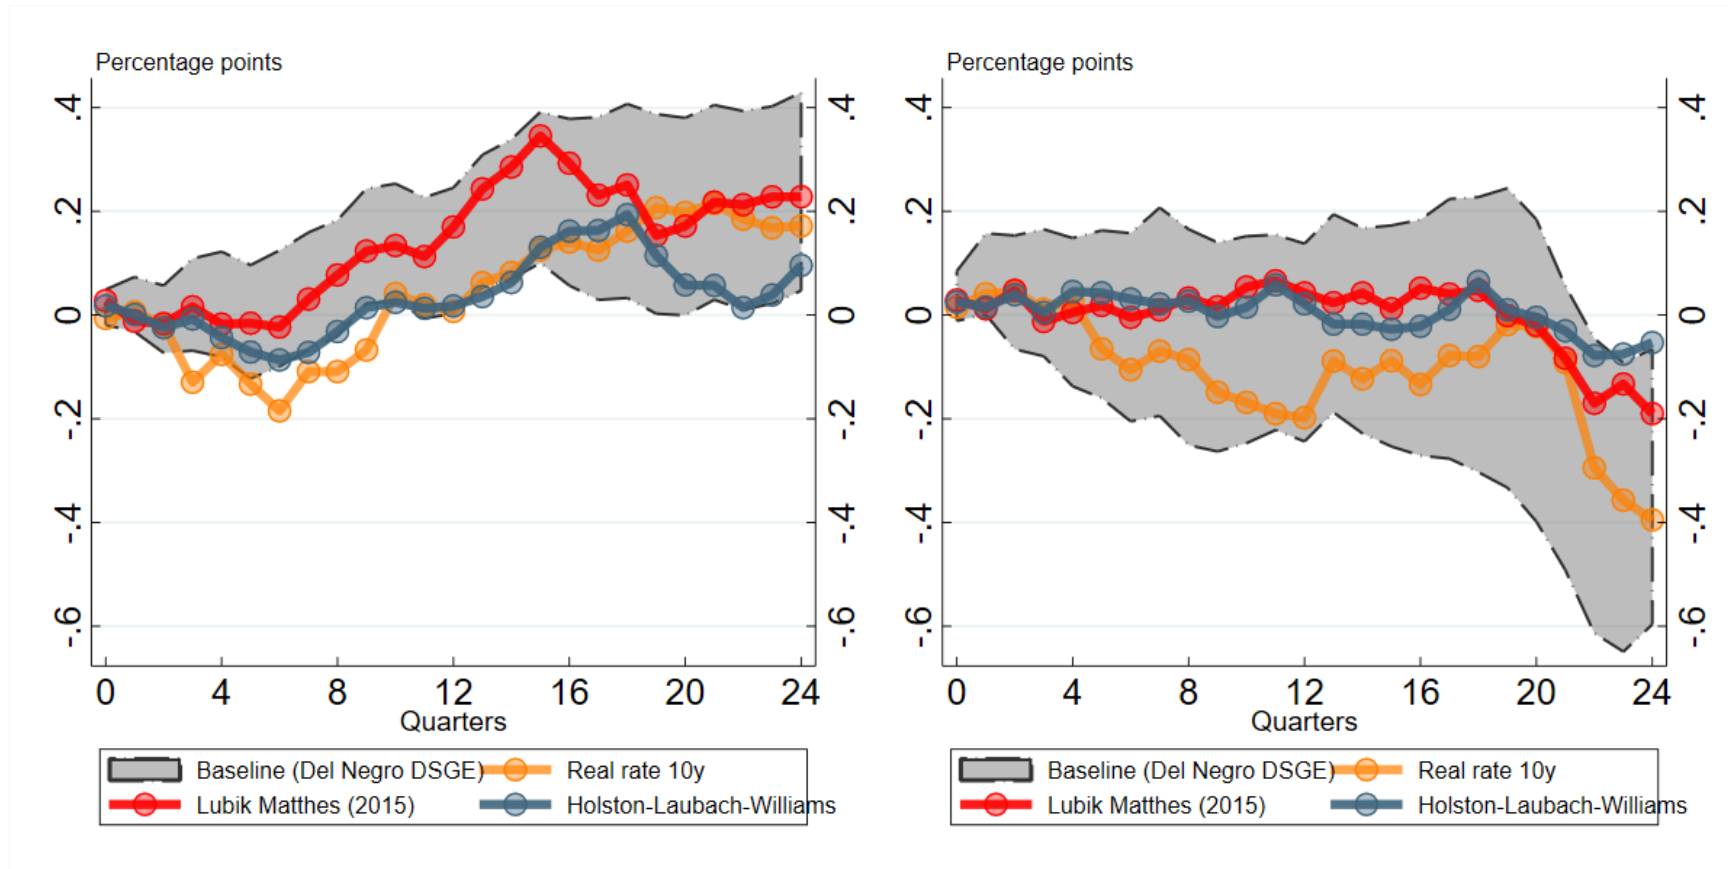 Percentage points
.4
.2
0
-.2
-.4
-.6
.4
.2
0
-.2
-.4
-.6
0 4 8 12 16 20 24
Quarters
Baseline (Del Negro DSGE) Real rate 10y
Lubik Matthes (2015) Holston-Laubach-Williams
Percentage points
.4
.2
0
-.2
-.4
-.6
.4
.2
0
-.2
-.4
-.6
0 4 8 12 16 20 24
Quarters
Baseline (Del Negro DSGE) Real rate 10y
Lubik Matthes (2015) Holston-Laubach-Williams